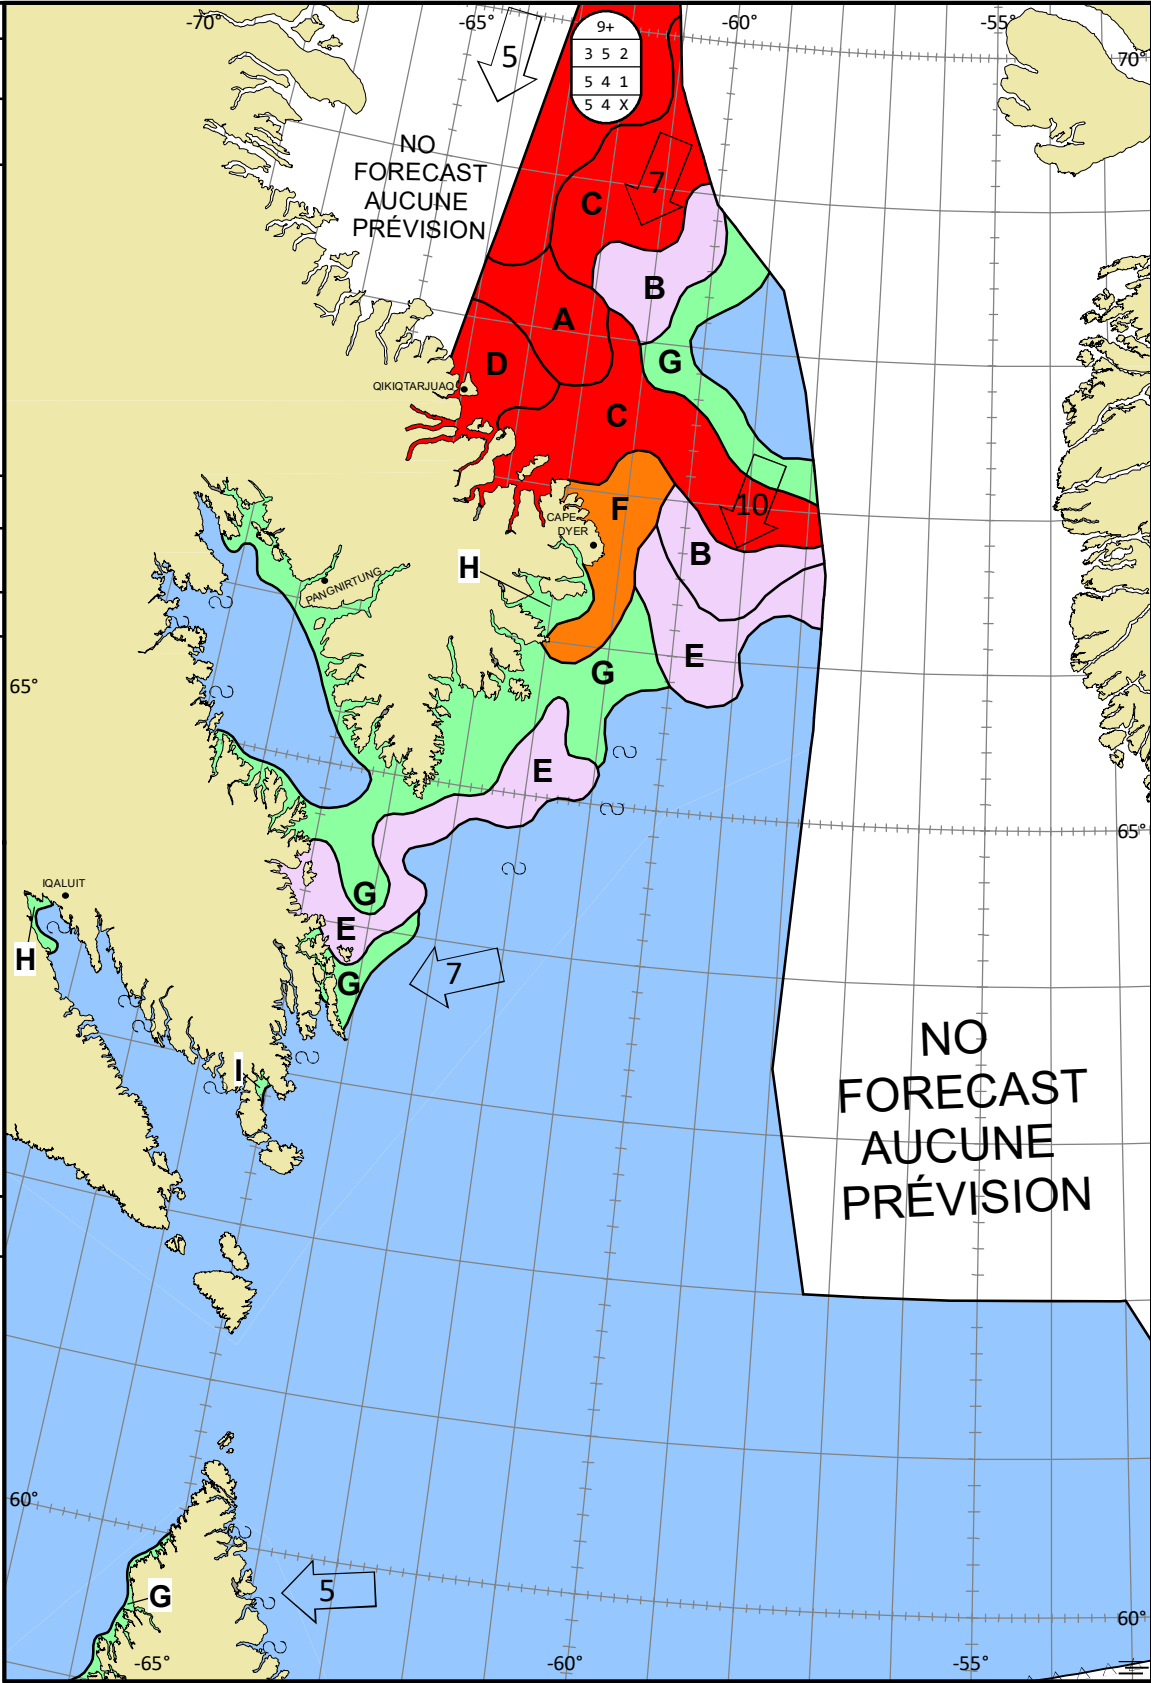 -70°
-65°
-60°
-55°
5
9+
3 5 2
5 4 1
5 4 X
70°
NO
FORECAST
AUCUNE
PRÉVISION
7
C
B
A
G
D
QIKIQTARJUAQ
C
10
F
CAPE
DYER
B
H
PANGNIRTUNG
E
G
65°
E
65°
IQALUIT
G
E
H
G
7
I
NO
FORECAST
AUCUNE
PRÉVISION
60°
G
5
60°
-65°
-60°
-55°